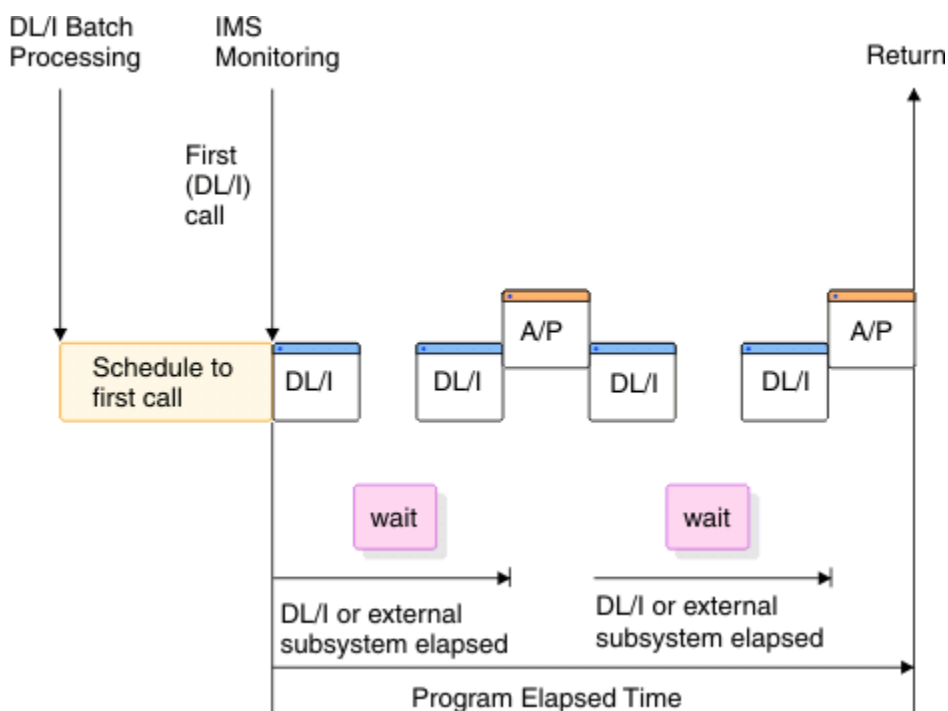 DL/I Batch
Processing
IMS
Monitoring
Return
First
(DL/I)
call
A/P
A/P
Schedule to
first call
DL/I
DL/I
DL/I
DL/I
wait
wait
DL/I or external
subsystem elapsed
DL/I or external
subsystem elapsed
Program Elapsed Time